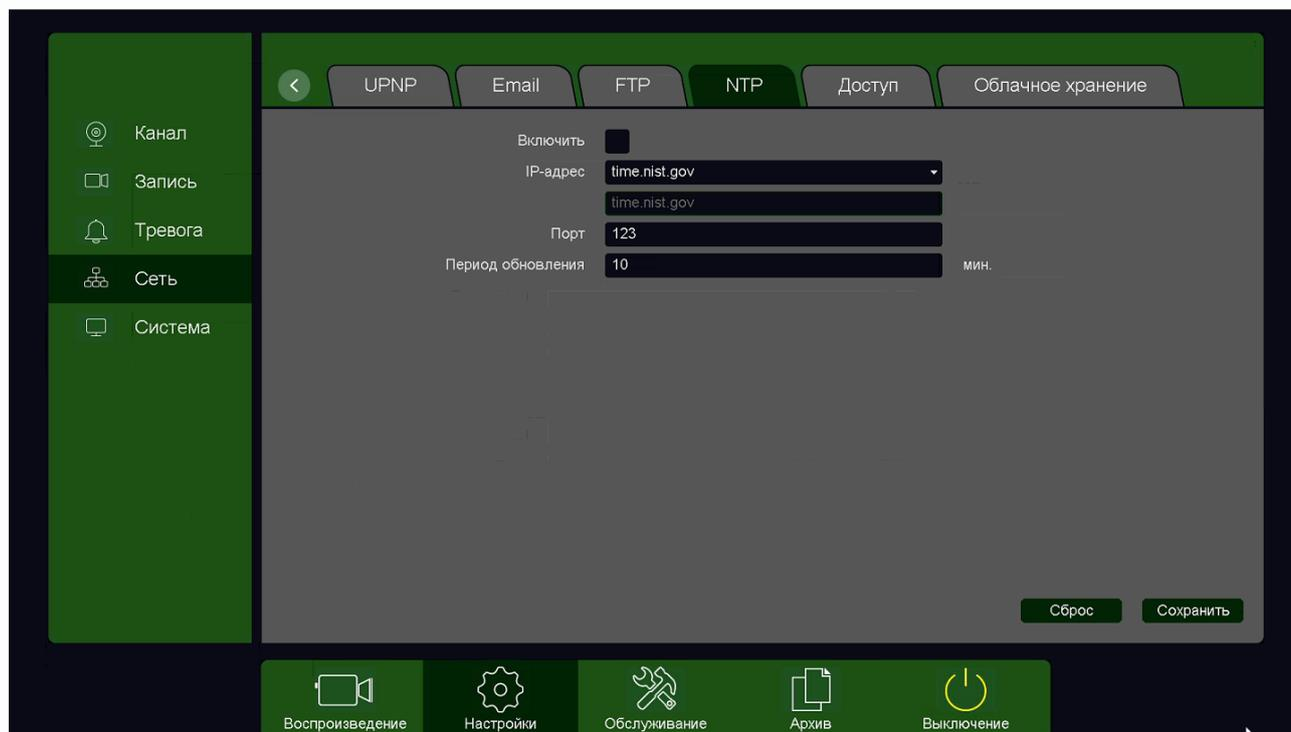 UPNP Email FTP NTP Доступ Облачное хранение
Канал
Запись
Тревога
Сеть
Система
Включить
IP-адрес time.nist.gov
time.nist.gov
Порт 123
Период обновления 10 мин.
Сброс Сохранить
Воспроизведение Настройки Обслуживание Архив Выключение